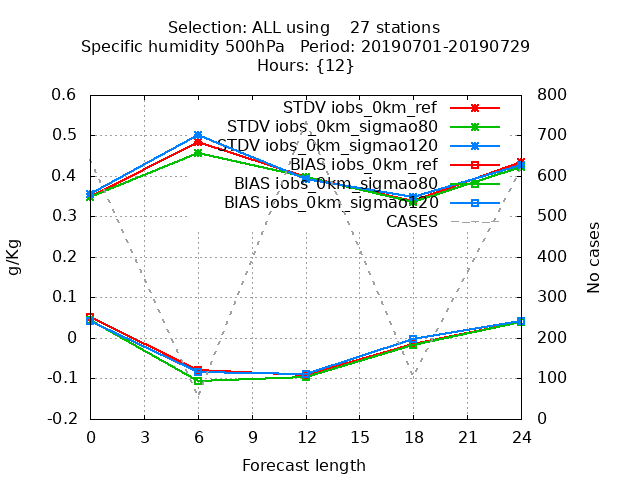 Selection: ALL using 27 stations
Specific humidity 500hPa Period: 20190701-20190729
Hours: {12}
STDV iobs_0km_ref
STDV iobs_0km_sigmao80
STDV iobs_0km_sigmao120
BIAS iobs_0km_ref
BIAS iobs_0km_sigmao80
BIAS iobs_0km_sigmao120
CASES
g/Kg
0.6
0.5
0.4
0.3
0.2
0.1
0
-0.1
-0.2
No cases
800
700
600
500
400
300
200
100
0
0 3 6 9 12 15 18 21 24
Forecast length